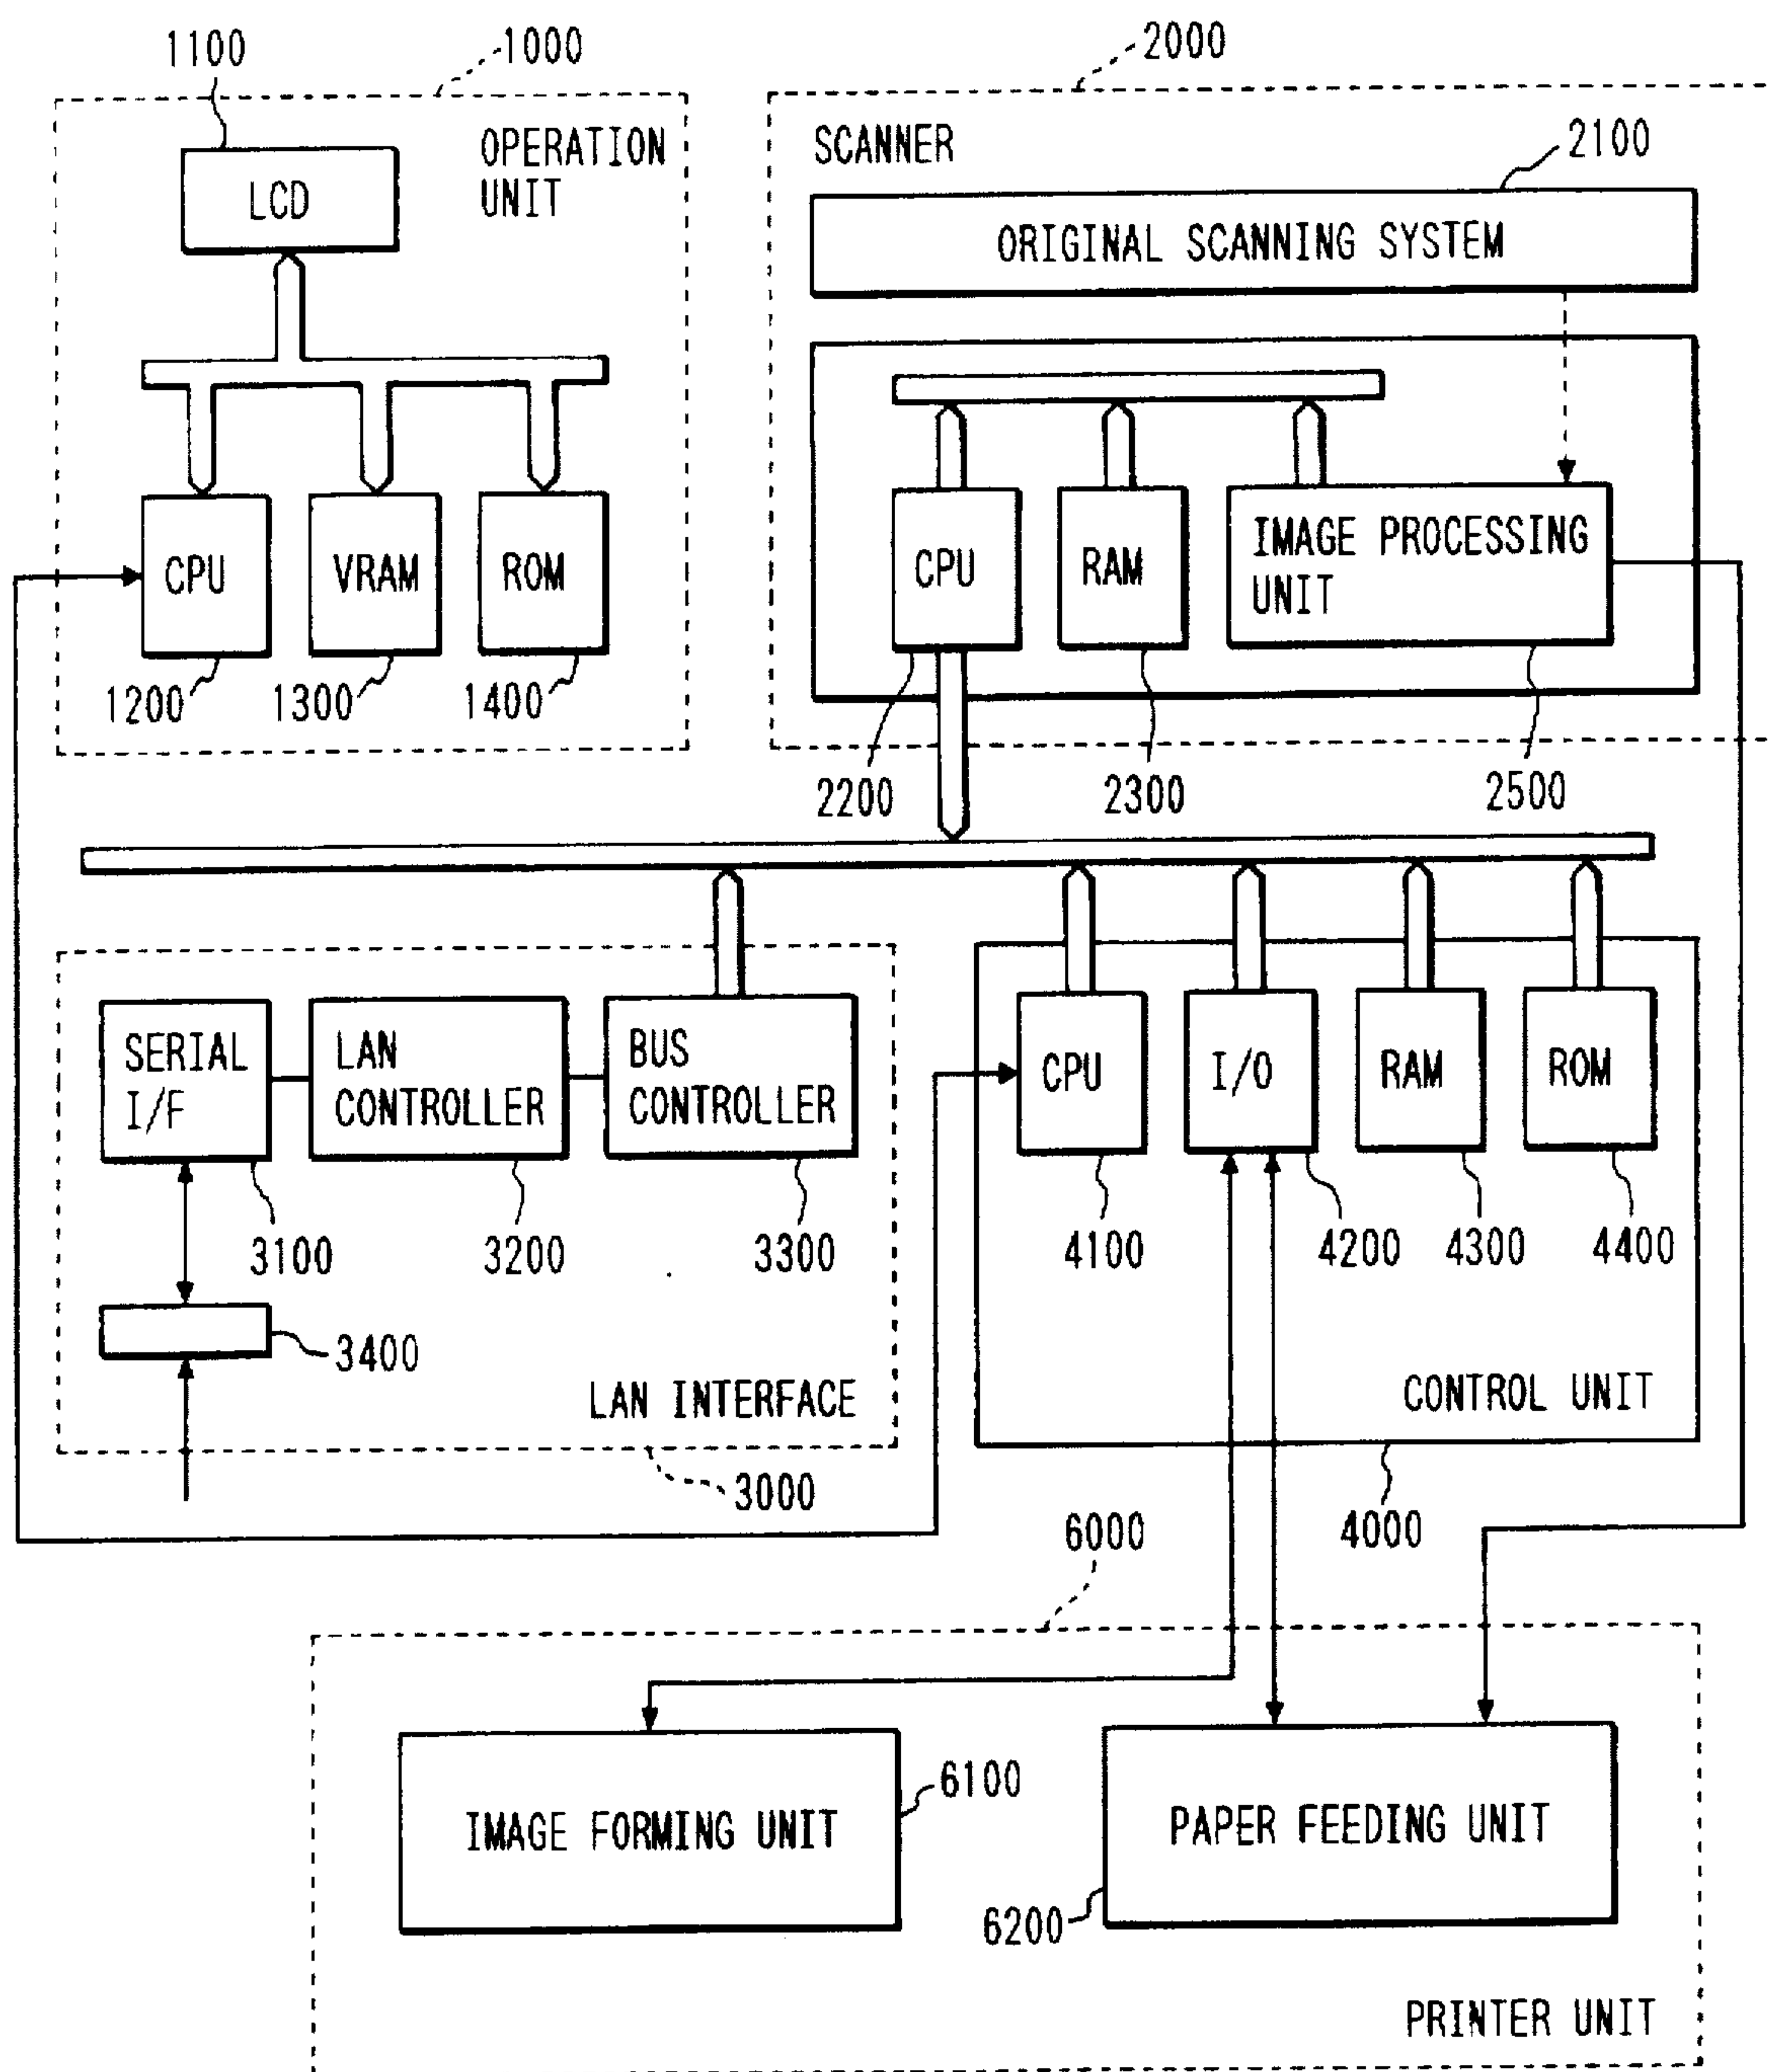 1100
1000
2000
OPERATION
UNIT
LCD
SCANNER
2100
ORIGINAL SCANNING SYSTEM
CPU
VRAM
ROM
1200
1300
1400
CPU
RAM
IMAGE PROCESSING
UNIT
2200
2300
2500
SERIAL
I/F
LAN
CONTROLLER
BUS
CONTROLLER
3100
3200
3300
3400
LAN INTERFACE
3000
CPU
I/O
RAM
ROM
4100
4200
4300
4400
CONTROL UNIT
4000
6000
IMAGE FORMING UNIT
6100
PAPER FEEDING UNIT
6200
PRINTER UNIT